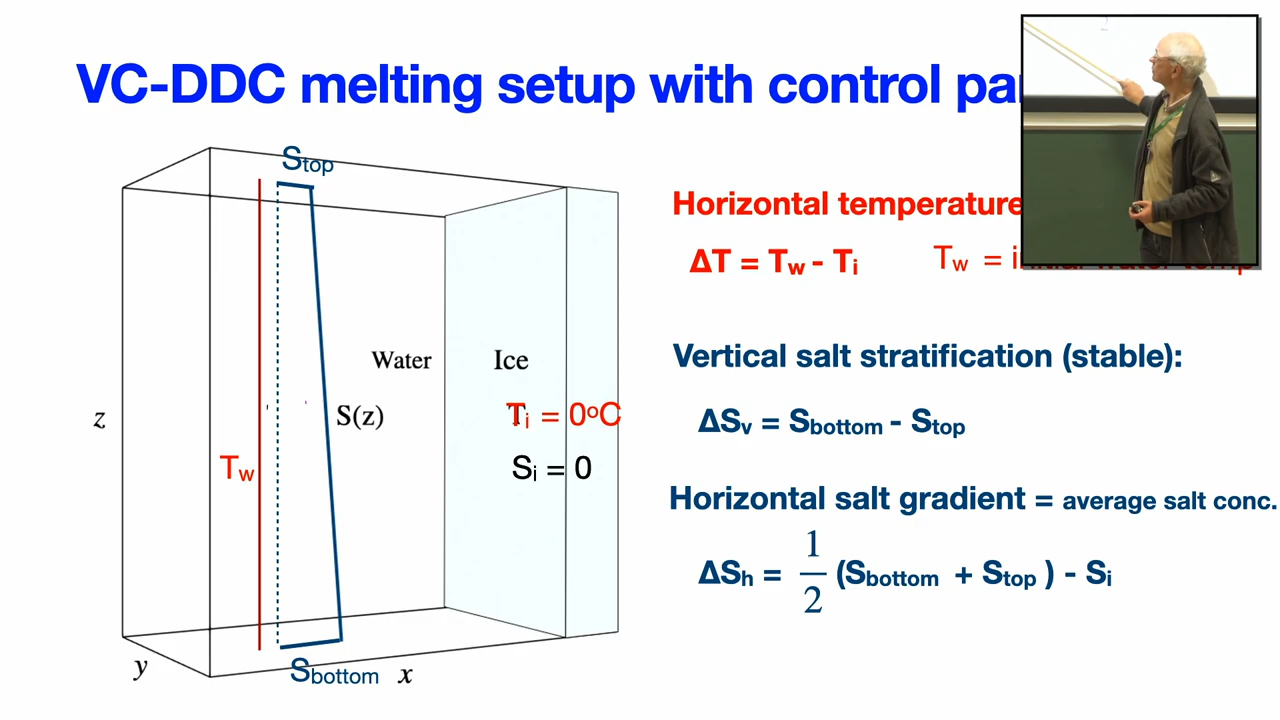 VC-DDC melting setup with control
Stop
Horizontal temperature
ΔT = Tw - Ti
Tw =
Water
Ice
Vertical salt stratification (stable):
z
S(z)
Ti = 0oC
ΔSv = Sbottom - Stop
Tw
Si = 0
Horizontal salt gradient = average salt conc.
ΔSh = 1/2 (Sbottom + Stop ) - Si
y
Sbottom
x